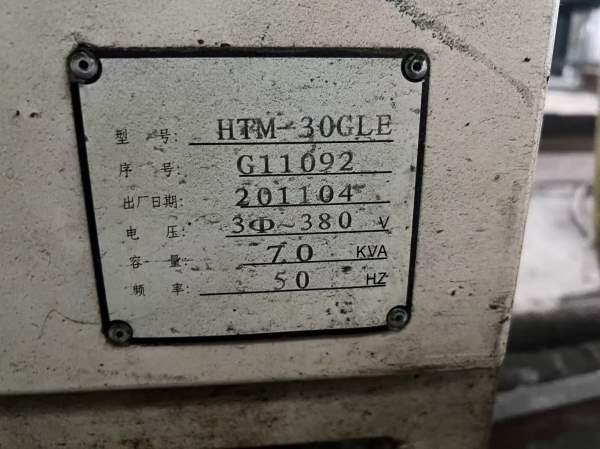 型 号: HTM-30GLE
序 号: G11092
出厂日期: 201104
电 压: 3Φ~380 V
容 量: 70 KVA
频 率: 50 HZ